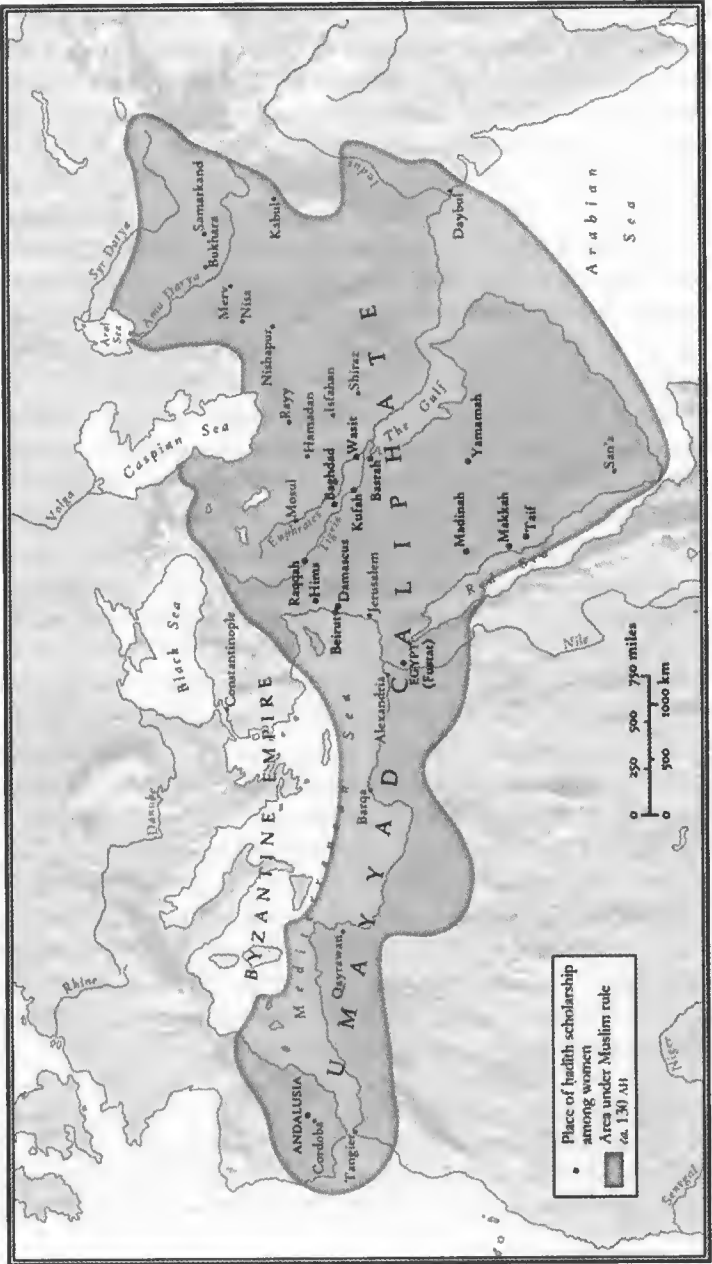 Rhine
Danube
Volga
Syr Darya
Aral
Sea
Amu Darya
Samarkand
Bukhara
Merv
Nisa
Kabul
Nishapur
Indus
Black Sea
Caspian Sea
Constantinople
BYZANTINE EMPIRE
Mosul
Rayy
Hamadan
Isfahan
Shiraz
Raqqah
Hims
Euphrates
Tigris
Baghdad
Wasit
Kufah
Basrah
The Gulf
Daybul
Beirut
Damascus
Jerusalem
ANDALUSIA
Cordoba
Tangier
Qayrawan
Barqa
Alexandria
EGYPT
(Fustat)
UMAYYAD CALIPHATE
Madinah
Yamamah
Makkah
Taif
San'a
Red Sea
Nile
Arabian
Sea
Senegal
Niger
Place of hadith scholarship
among women
Area under Muslim rule
ca. 130 AH
0 250 500 750 miles
0 500 1000 km